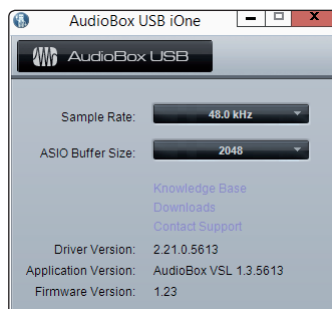 AudioBox USB iOne
AudioBox USB
Sample Rate: 48.0 kHz
ASIO Buffer Size: 2048
Knowledge Base
Downloads
Contact Support
Driver Version: 2.21.0.5613
Application Version: AudioBox VSL 1.3.5613
Firmware Version: 1.23